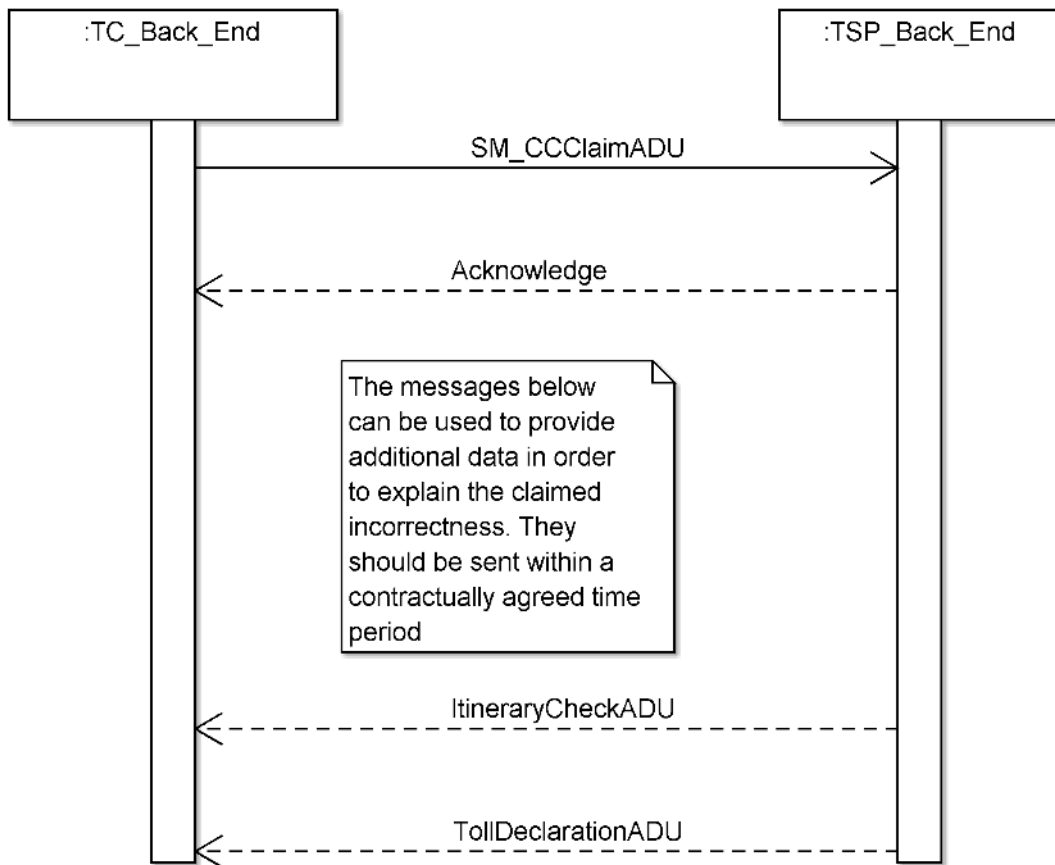 :TC_Back_End
:TSP_Back_End
SM_CCClaimADU
Acknowledge
The messages below
can be used to provide
additional data in order
to explain the claimed
incorrectness. They
should be sent within a
contractually agreed time
period
ItineraryCheckADU
TollDeclarationADU